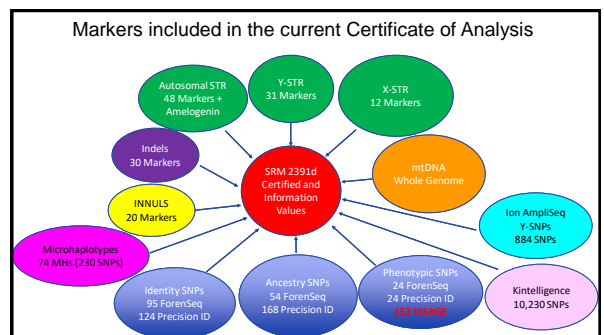 Markers included in the current Certificate of Analysis
Autosomal STR
48 Markers +
Amelogenin
Y-STR
31 Markers
X-STR
12 Markers
Indels
30 Markers
SRM 2391d
Certified and
Information
Values
mtDNA
Whole Genome
INNULS
20 Markers
Ion AmpliSeq
Y-SNPs
884 SNPs
Microhaplotypes
74 MHs (230 SNPs)
Identity SNPs
95 ForenSeq
124 Precision ID
Ancestry SNPs
54 ForenSeq
168 Precision ID
Phenotypic SNPs
24 ForenSeq
24 Precision ID
153 VISAGE
Kintelligence
10,230 SNPs